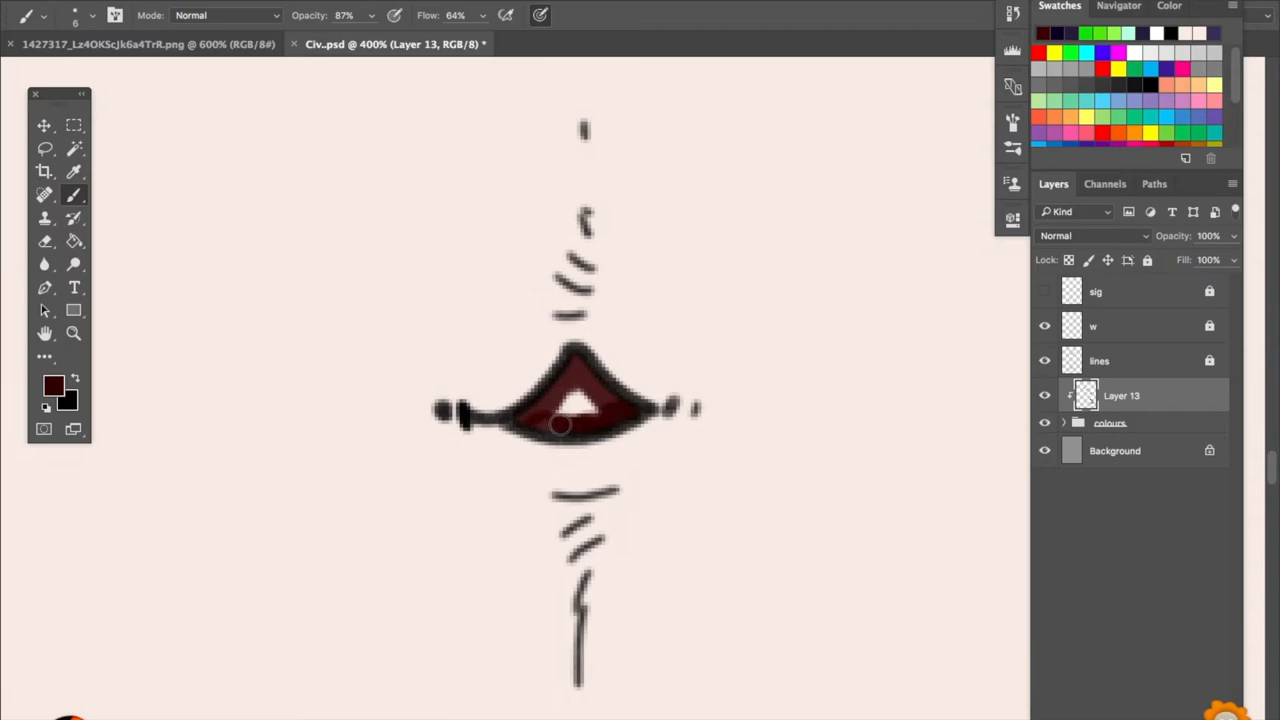 6 Mode: Normal Opacity: 87% Flow: 64%
1427317_Lz4OKScJk6a4TrR.png @ 600% (RGB/8#)
Civ.psd @ 400% (Layer 13, RGB/8) *
Swatches Navigator Color
Layers Channels Paths
Kind
Normal Opacity: 100%
Lock: Fill: 100%
sig
w
lines
Layer 13
colours
Background